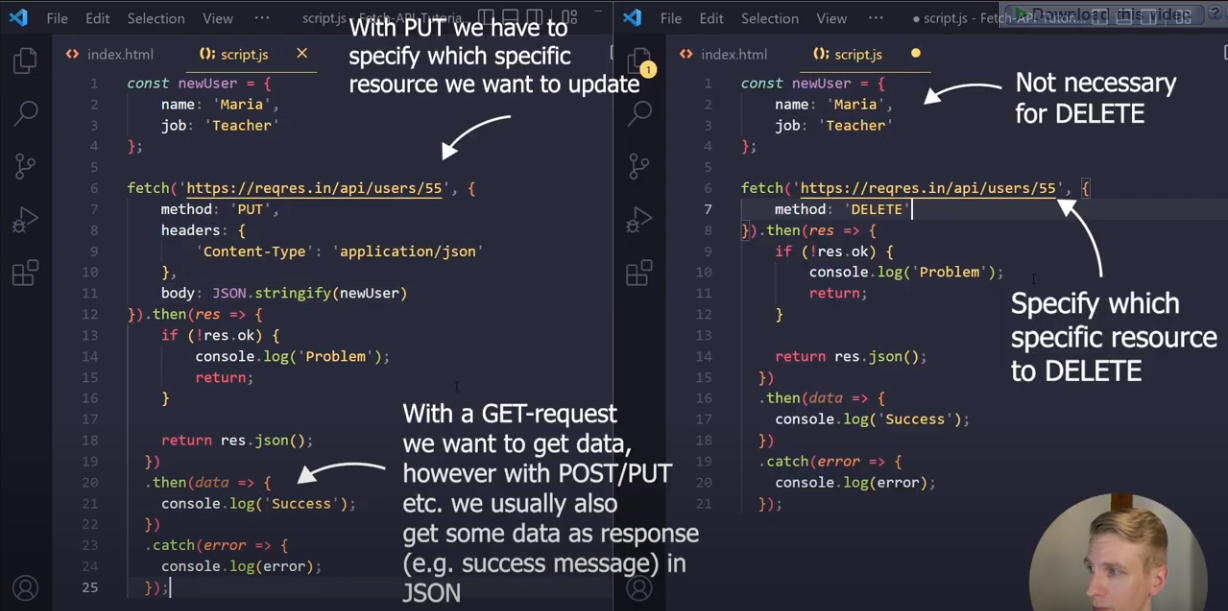 File Edit Selection View ··· script.js - Fetch-API-Tutoria...
index.html
script.js
With PUT we have to
specify which specific
resource we want to update
1 const newUser = {
2 name: 'Maria',
3 job: 'Teacher'
4 };
5
6 fetch('https://reqres.in/api/users/55', {
7 method: 'PUT',
8 headers: {
9 'Content-Type': 'application/json'
10 },
11 body: JSON.stringify(newUser)
12 }).then(res => {
13 if (!res.ok) {
14 console.log('Problem');
15 return;
16 }
17
18 return res.json();
19 })
20 .then(data => {
21 console.log('Success');
22 })
23 .catch(error => {
24 console.log(error);
25 });
With a GET-request
we want to get data,
however with POST/PUT
etc. we usually also
get some data as response
(e.g. success message) in
JSON
File Edit Selection View ··· ● script.js - Fetch-API-Tutor...
Download this video ?
index.html
script.js
1
1 const newUser = {
2 name: 'Maria',
3 job: 'Teacher'
4 };
5
6 fetch('https://reqres.in/api/users/55', {
7 method: 'DELETE'
8 }).then(res => {
9 if (!res.ok) {
10 console.log('Problem');
11 return;
12 }
13
14 return res.json();
15 })
16 .then(data => {
17 console.log('Success');
18 })
19 .catch(error => {
20 console.log(error);
21 });
Not necessary
for DELETE
Specify which
specific resource
to DELETE